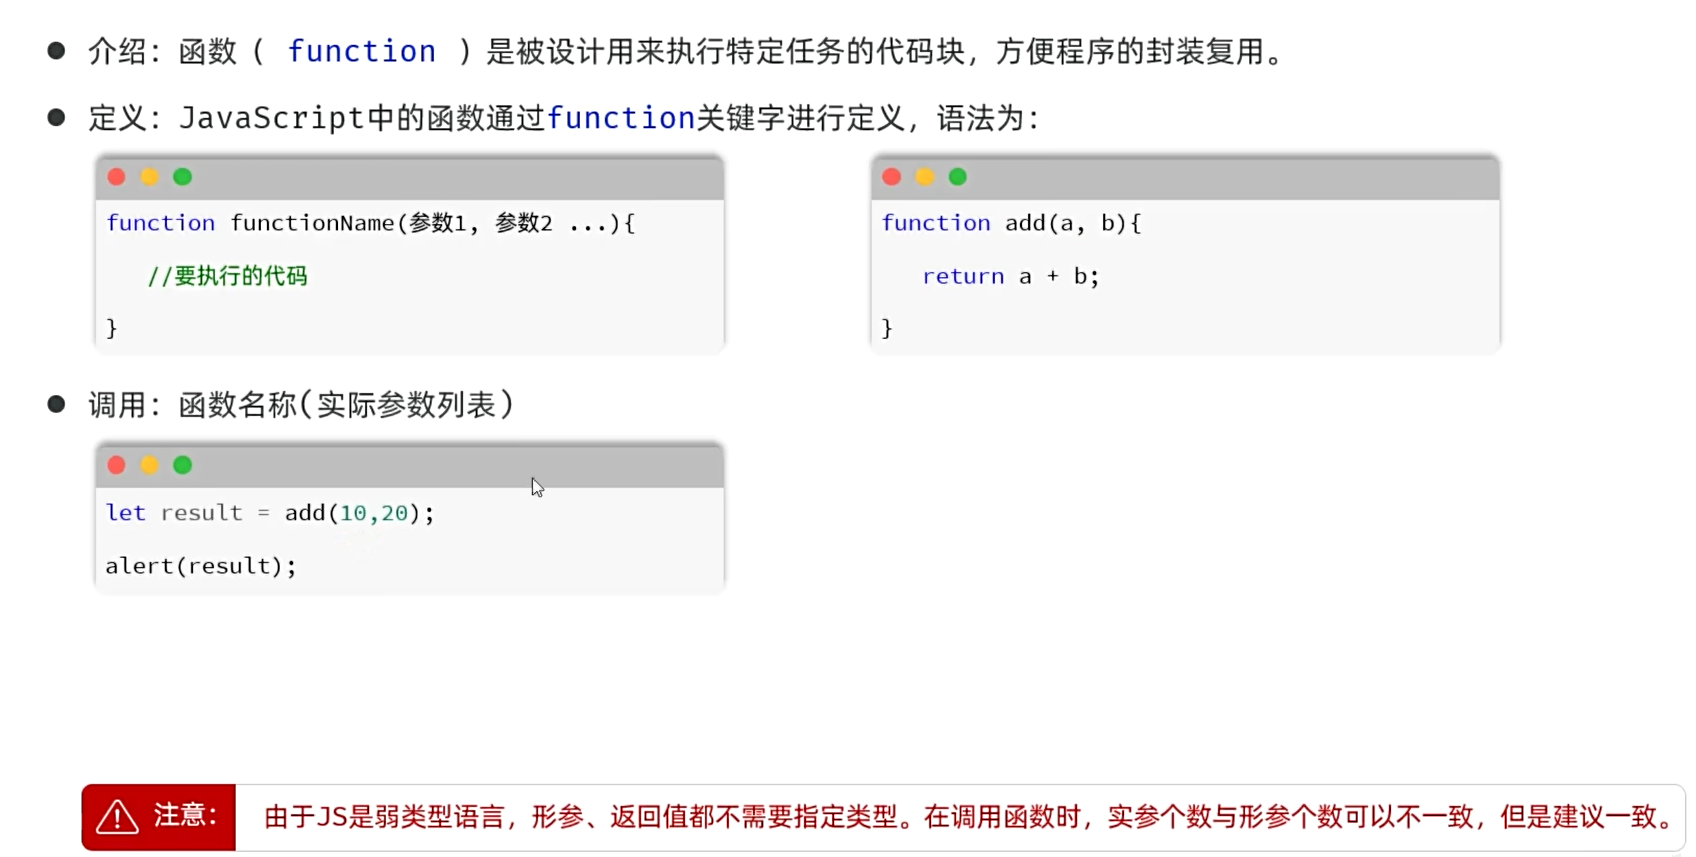 介绍：函数（ function ）是被设计用来执行特定任务的代码块，方便程序的封装复用。
定义：JavaScript中的函数通过function关键字进行定义，语法为：
function functionName(参数1, 参数2 ...){
//要执行的代码
}
function add(a, b){
return a + b;
}
调用：函数名称(实际参数列表)
let result = add(10,20);
alert(result);
注意：
由于JS是弱类型语言，形参、返回值都不需要指定类型。在调用函数时，实参个数与形参个数可以不一致，但是建议一致。